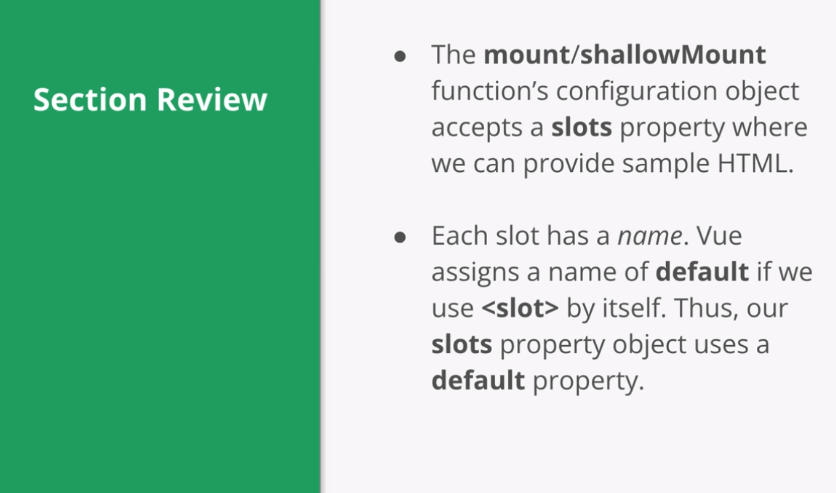 Section Review
● The mount/shallowMount
function’s configuration object
accepts a slots property where
we can provide sample HTML.
● Each slot has a name. Vue
assigns a name of default if we
use <slot> by itself. Thus, our
slots property object uses a
default property.